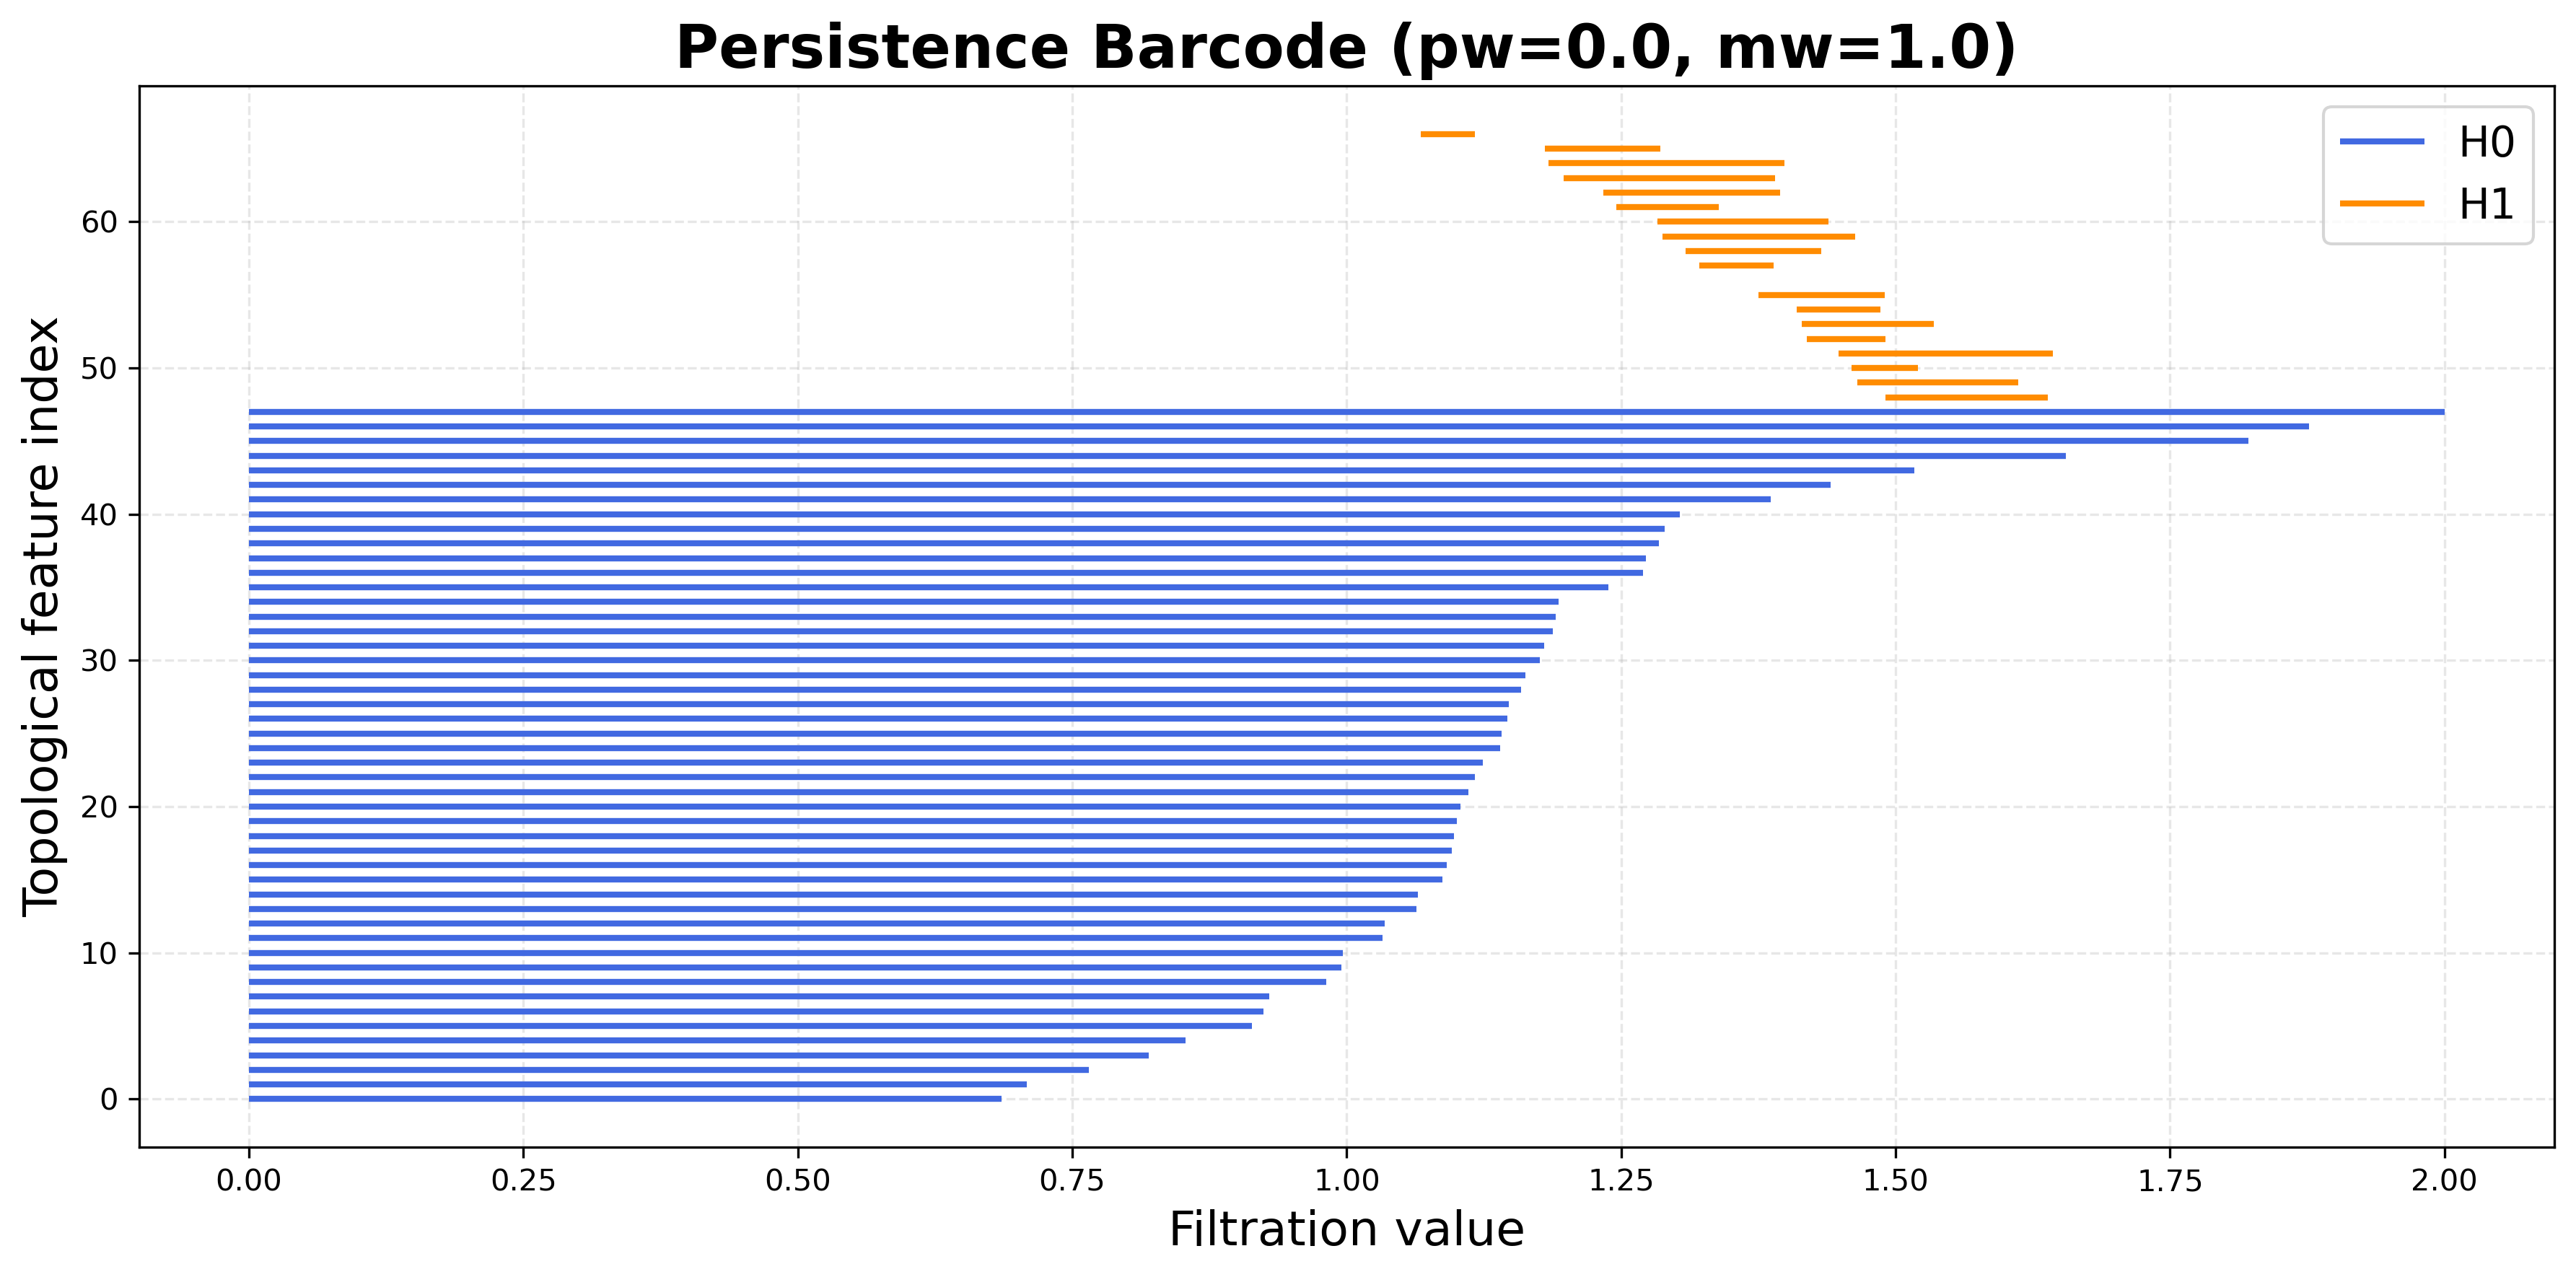 Persistence Barcode (pw=0.0, mw=1.0)
H0
H1
Topological feature index
60
50
40
30
20
10
0
0.00 0.25 0.50 0.75 1.00 1.25 1.50 1.75 2.00
Filtration value